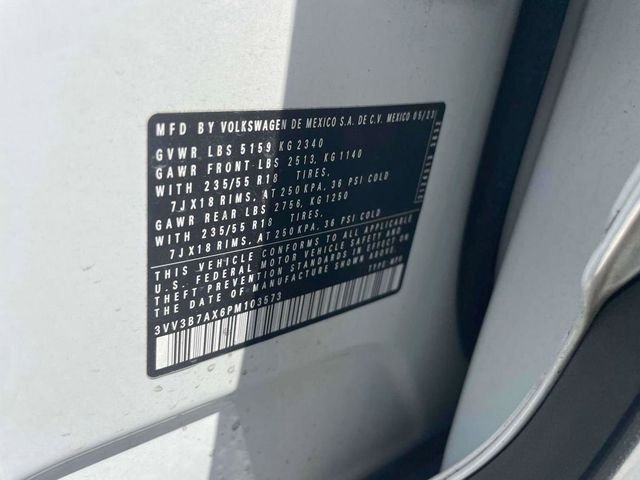 MFD BY VOLKSWAGEN DE MEXICO S.A. DE C.V. MEXICO 05/23
GVWR LBS 5159 KG 2340
GAWR FRONT LBS 2513, KG 1140
WITH 235/55 R18 TIRES.
7JX18 RIMS, AT 250 KPA, 36 PSI COLD
GAWR REAR LBS 2756, KG 1250
WITH 235/55 R18 TIRES.
7JX18 RIMS, AT 250 KPA, 36 PSI COLD
THIS VEHICLE CONFORMS TO ALL APPLICABLE
U.S. FEDERAL MOTOR VEHICLE SAFETY AND
THEFT PREVENTION STANDARDS IN EFFECT ON
THE DATE OF MANUFACTURE SHOWN ABOVE.
3VV3B7AX6PM103573 TYPE MPV